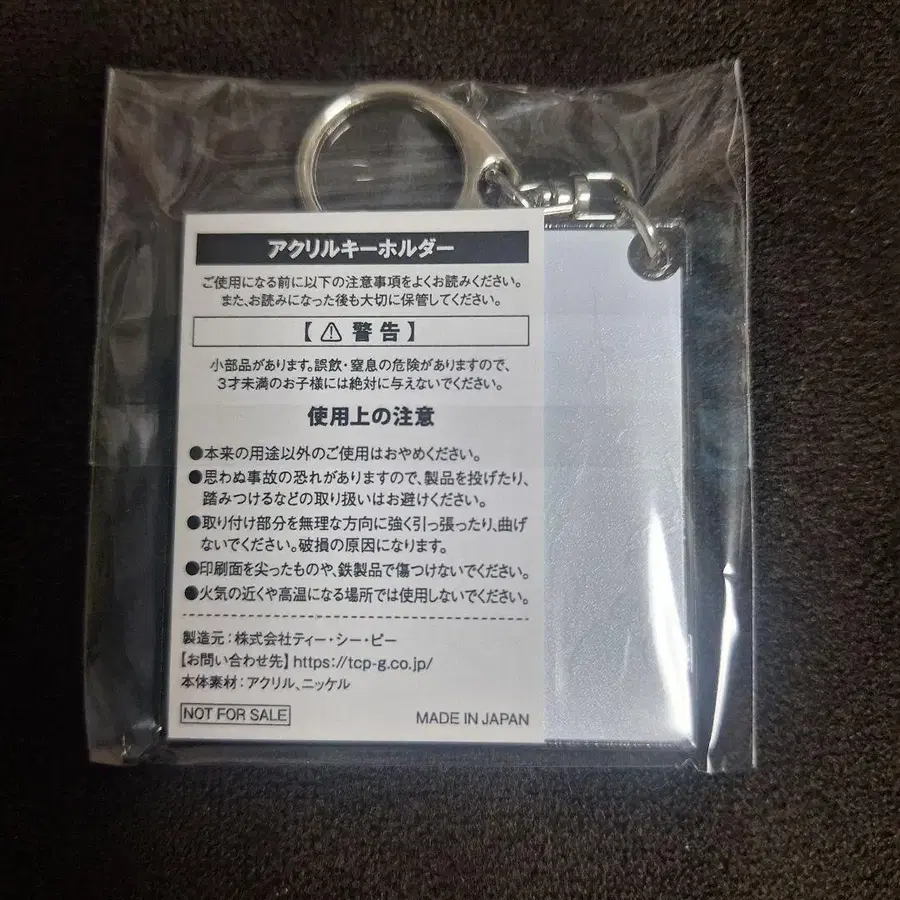 アクリルキーホルダー
ご使用になる前に以下の注意事項をよくお読みください。
また、お読みになった後も大切に保管してください。
【⚠警告】
小部品があります。誤飲・窒息の危険がありますので、
3才未満のお子様には絶対に与えないでください。
使用上の注意
●本来の用途以外のご使用はおやめください。
●思わぬ事故の恐れがありますので、製品を投げたり、
踏みつけるなどの取り扱いはお避けください。
●取り付け部分を無理な方向に強く引っ張ったり、曲げ
ないでください。破損の原因になります。
●印刷面を尖ったものや、鉄製品で傷つけないでください。
●火気の近くや高温になる場所では使用しないでください。
製造元:株式会社ティー・シー・ピー
【お問い合わせ先】https://tcp-g.co.jp/
本体素材:アクリル、ニッケル
NOT FOR SALE MADE IN JAPAN